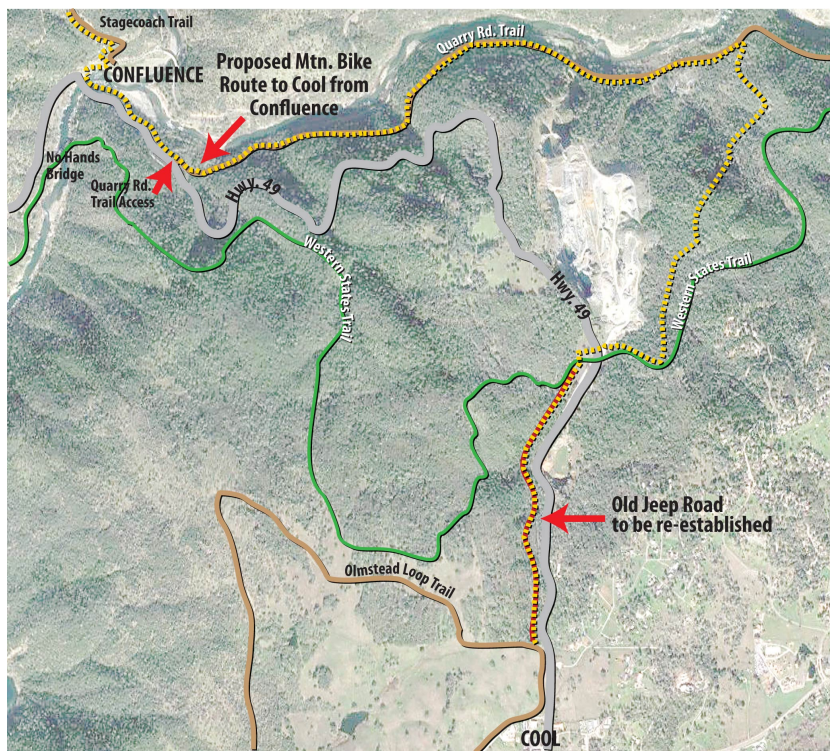 Stagecoach Trail
CONFLUENCE
Proposed Mtn. Bike
Route to Cool from
Confluence
Quarry Rd. Trail
No Hands
Bridge
Quarry Rd.
Trail Access
Hwy. 49
Western States Trail
Hwy. 49
Western States Trail
Old Jeep Road
to be re-established
Olmstead Loop Trail
COOL